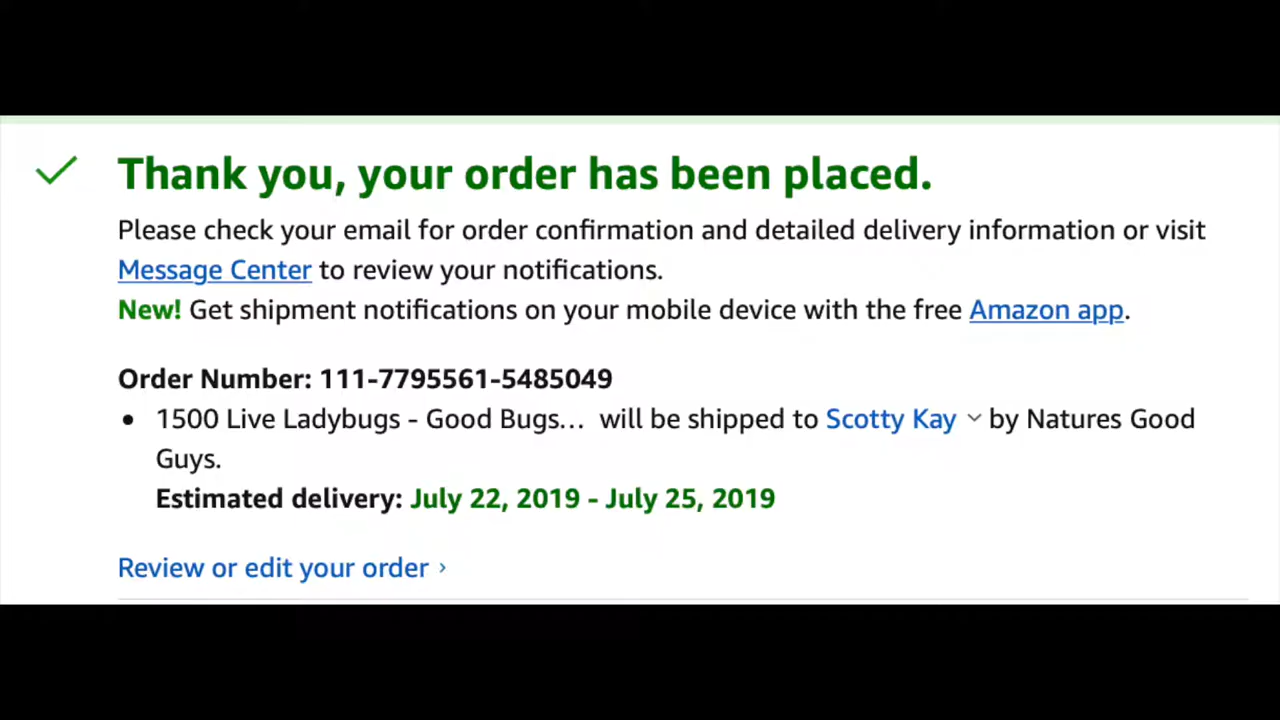 Thank you, your order has been placed.
Please check your email for order confirmation and detailed delivery information or visit
Message Center to review your notifications.
New! Get shipment notifications on your mobile device with the free Amazon app.
Order Number: 111-7795561-5485049
• 1500 Live Ladybugs - Good Bugs... will be shipped to Scotty Kay by Natures Good
Guys.
Estimated delivery: July 22, 2019 - July 25, 2019
Review or edit your order ›